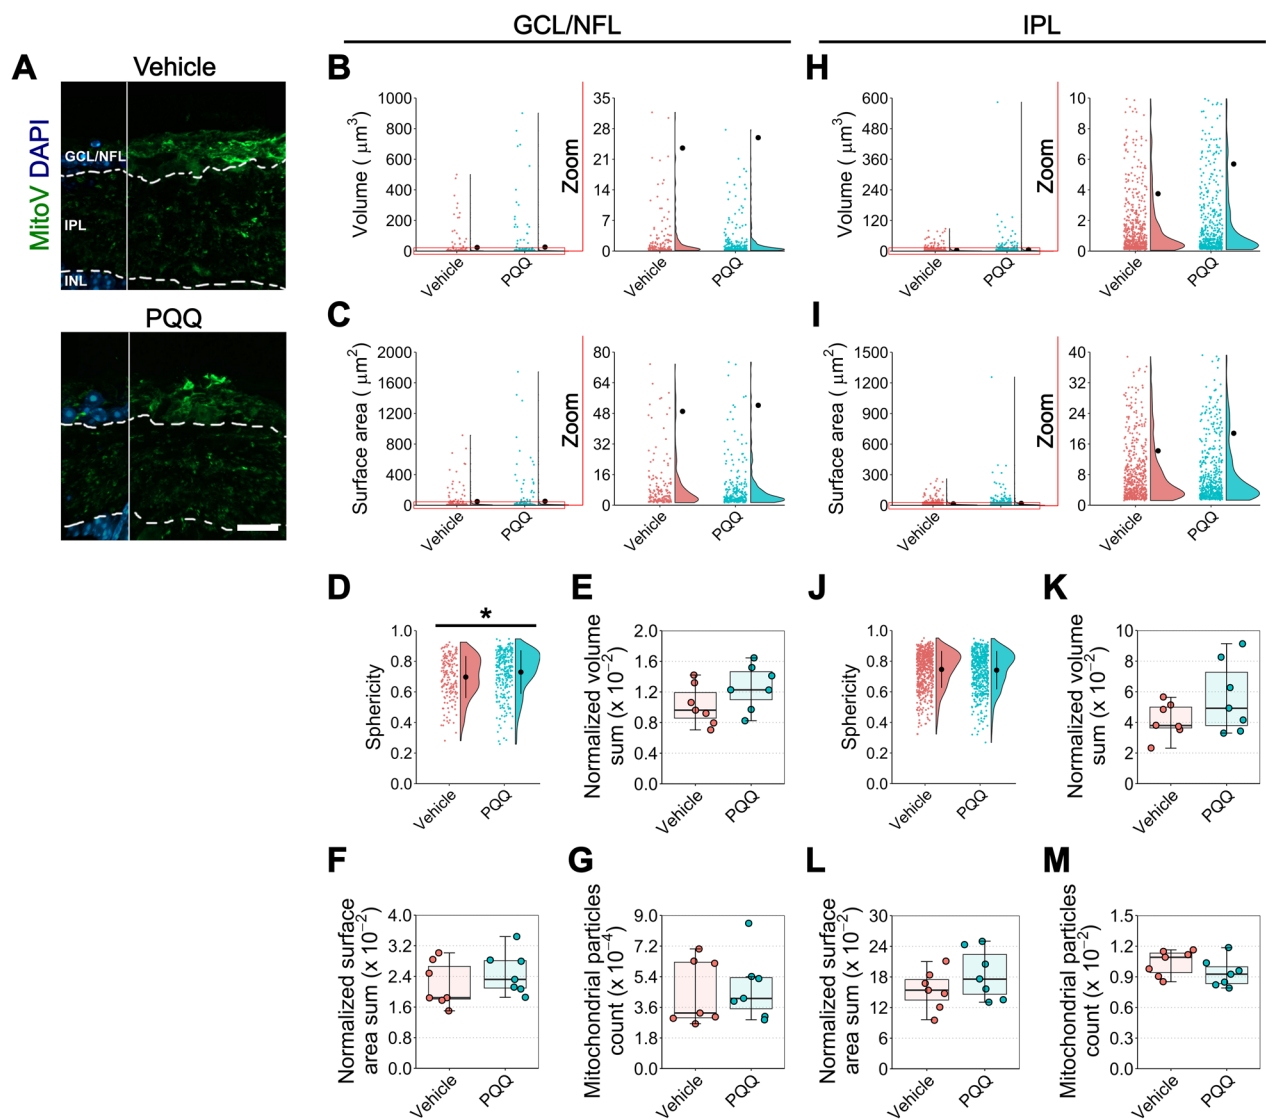 GCL/NFL
IPL
A
Vehicle
MitoV DAPI
GCL/NFL
IPL
INL
PQQ
B
Volume ( μm³)
1000
800
600
400
200
0
Vehicle
PQQ
Zoom
35
28
21
14
7
0
Vehicle
PQQ
H
Volume ( μm³)
600
480
360
240
120
0
Vehicle
PQQ
Zoom
10
8
6
4
2
0
Vehicle
PQQ
C
Surface area ( μm²)
2000
1600
1200
800
400
0
Vehicle
PQQ
Zoom
80
64
48
32
16
0
Vehicle
PQQ
I
Surface area ( μm²)
1500
1200
900
600
300
0
Vehicle
PQQ
Zoom
40
32
24
16
8
0
Vehicle
PQQ
D
*
Sphericity
1.0
0.8
0.6
0.4
0.2
0.0
Vehicle
PQQ
E
Normalized volume
sum (x 10⁻²)
2.0
1.6
1.2
0.8
0.4
0.0
Vehicle
PQQ
J
Sphericity
1.0
0.8
0.6
0.4
0.2
0.0
Vehicle
PQQ
K
Normalized volume
sum (x 10⁻²)
10
8
6
4
2
0
Vehicle
PQQ
F
Normalized surface
area sum (x 10⁻²)
4.0
3.2
2.4
1.6
0.8
0.0
Vehicle
PQQ
G
Mitochondrial particles
count (x 10⁻⁴)
9.0
7.2
5.4
3.6
1.8
0.0
Vehicle
PQQ
L
Normalized surface
area sum (x 10⁻²)
30
24
18
12
6
0
Vehicle
PQQ
M
Mitochondrial particles
count (x 10⁻²)
1.5
1.2
0.9
0.6
0.3
0.0
Vehicle
PQQ